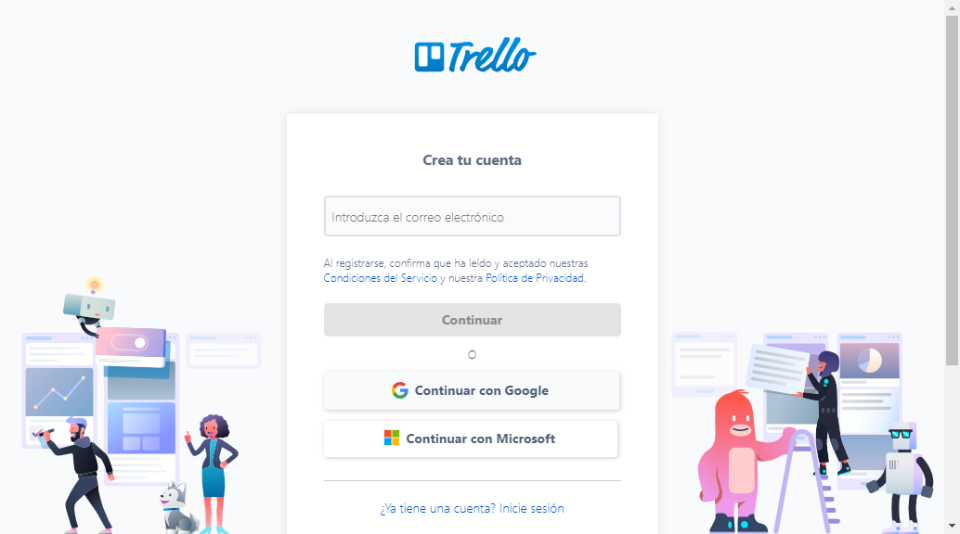 Trello
Crea tu cuenta
Introduzca el correo electrónico
Al registrarse, confirma que ha leído y aceptado nuestras
Condiciones del Servicio y nuestra Política de Privacidad.
Continuar
O
Continuar con Google
Continuar con Microsoft
¿Ya tiene una cuenta? Inicie sesión